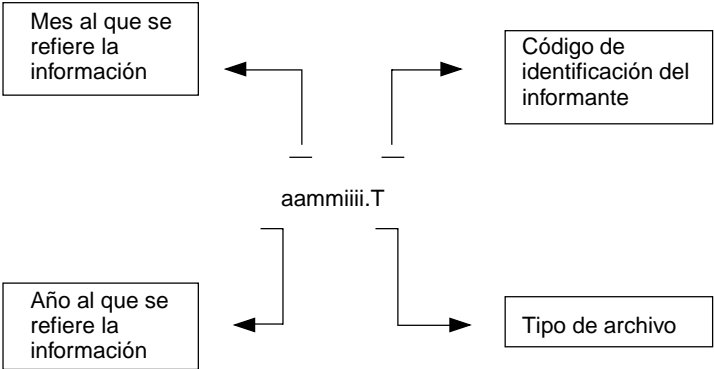 Mes al que se
refiere la
información
Código de
identificación del
informante
aammiiii.T
Año al que se
refiere la
información
Tipo de archivo